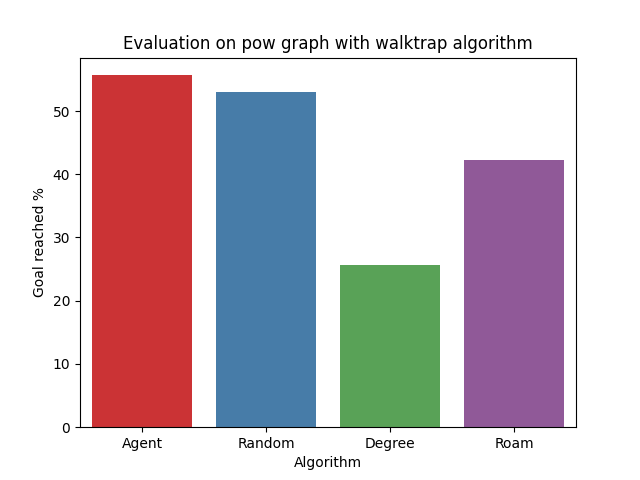 Evaluation on pow graph with walktrap algorithm
Goal reached %
50
40
30
20
10
0
Agent Random Degree Roam
Algorithm